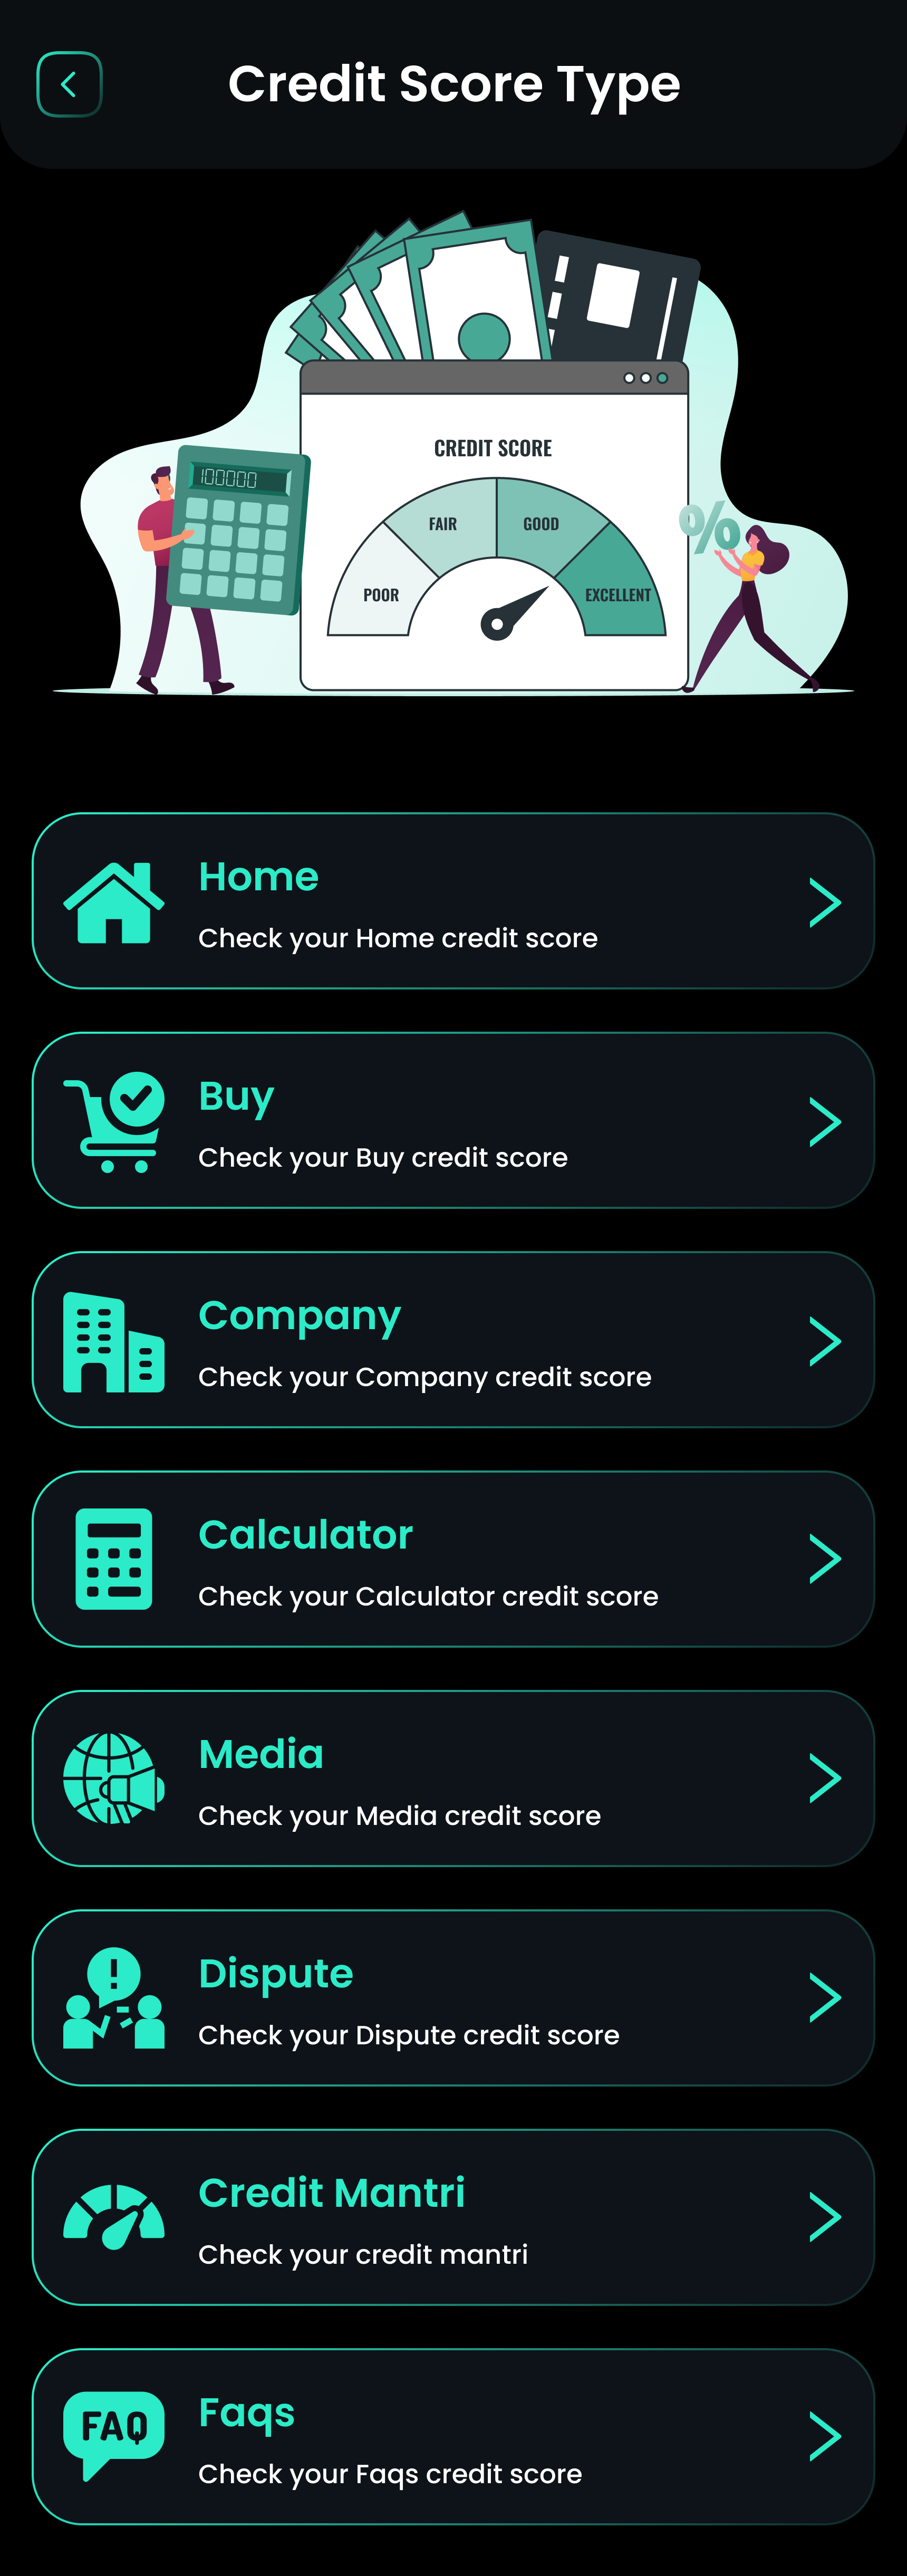 Credit Score Type
100000
CREDIT SCORE
FAIR
GOOD
POOR
EXCELLENT
%
Home
Check your Home credit score
Buy
Check your Buy credit score
Company
Check your Company credit score
Calculator
Check your Calculator credit score
Media
Check your Media credit score
Dispute
Check your Dispute credit score
Credit Mantri
Check your credit mantri
FAQ
Faqs
Check your Faqs credit score